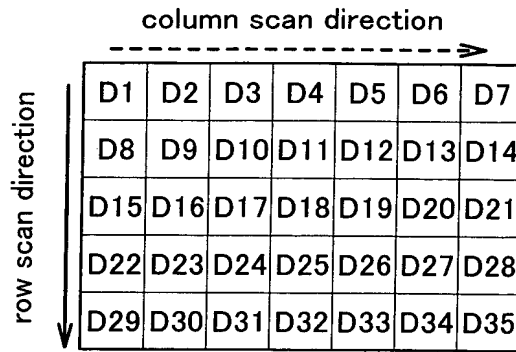 column scan direction
row scan direction
D1 D2 D3 D4 D5 D6 D7
D8 D9 D10 D11 D12 D13 D14
D15 D16 D17 D18 D19 D20 D21
D22 D23 D24 D25 D26 D27 D28
D29 D30 D31 D32 D33 D34 D35